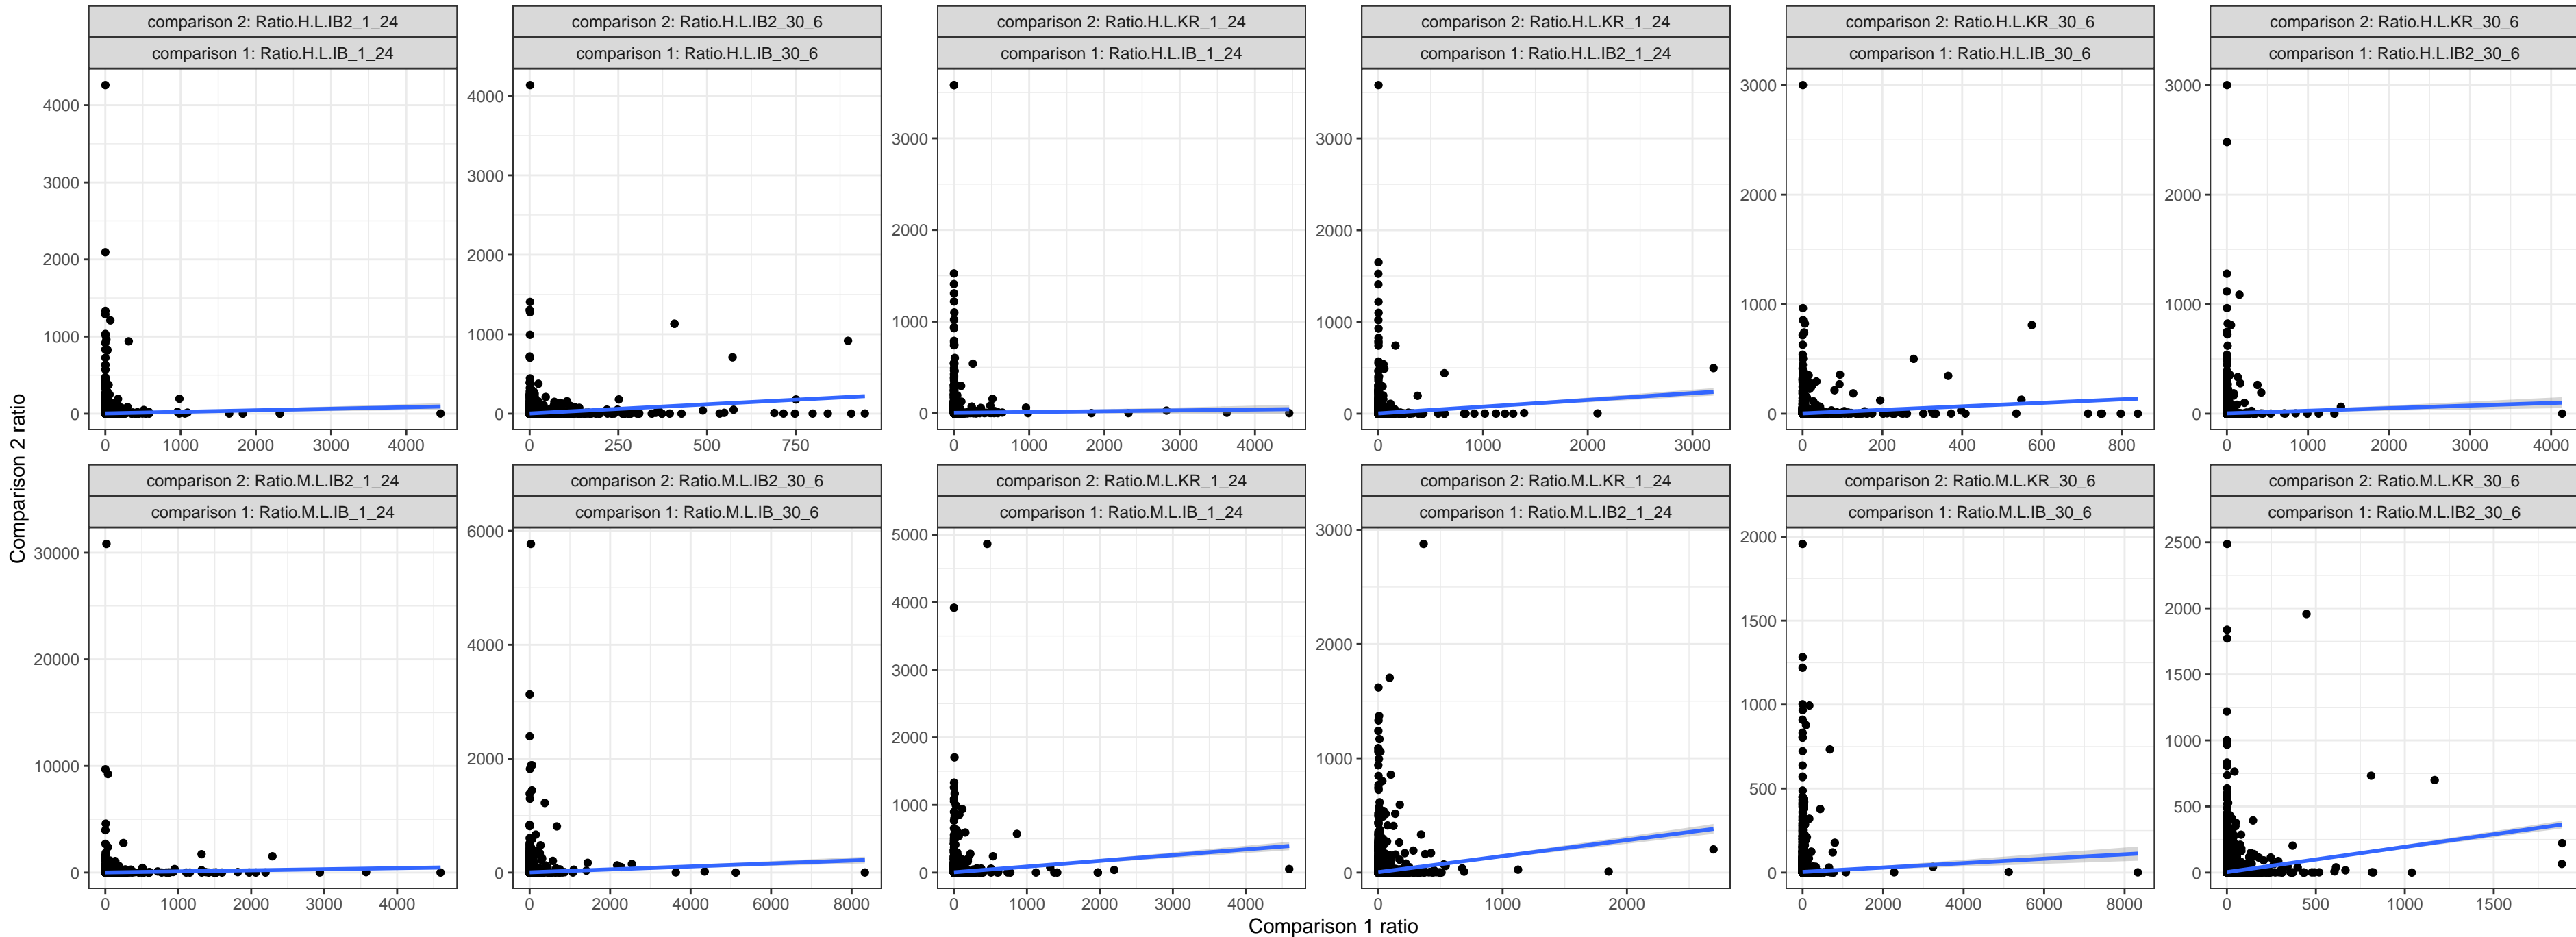 comparison 2: Ratio.H.L.IB2_1_24
comparison 1: Ratio.H.L.IB_1_24
4000
3000
2000
1000
0
0 1000 2000 3000 4000
comparison 2: Ratio.H.L.IB2_30_6
comparison 1: Ratio.H.L.IB_30_6
4000
3000
2000
1000
0
0 250 500 750
comparison 2: Ratio.H.L.KR_1_24
comparison 1: Ratio.H.L.IB_1_24
3000
2000
1000
0
0 1000 2000 3000 4000
comparison 2: Ratio.H.L.KR_1_24
comparison 1: Ratio.H.L.IB2_1_24
3000
2000
1000
0
0 1000 2000 3000
comparison 2: Ratio.H.L.KR_30_6
comparison 1: Ratio.H.L.IB_30_6
3000
2000
1000
0
0 200 400 600 800
comparison 2: Ratio.H.L.KR_30_6
comparison 1: Ratio.H.L.IB2_30_6
3000
2000
1000
0
0 1000 2000 3000 4000
Comparison 2 ratio
comparison 2: Ratio.M.L.IB2_1_24
comparison 1: Ratio.M.L.IB_1_24
30000
20000
10000
0
0 1000 2000 3000 4000
comparison 2: Ratio.M.L.IB2_30_6
comparison 1: Ratio.M.L.IB_30_6
6000
4000
2000
0
0 2000 4000 6000 8000
comparison 2: Ratio.M.L.KR_1_24
comparison 1: Ratio.M.L.IB_1_24
5000
4000
3000
2000
1000
0
0 1000 2000 3000 4000
comparison 2: Ratio.M.L.KR_1_24
comparison 1: Ratio.M.L.IB2_1_24
3000
2000
1000
0
0 1000 2000
comparison 2: Ratio.M.L.KR_30_6
comparison 1: Ratio.M.L.IB_30_6
2000
1500
1000
500
0
0 2000 4000 6000 8000
comparison 2: Ratio.M.L.KR_30_6
comparison 1: Ratio.M.L.IB2_30_6
2500
2000
1500
1000
500
0
0 500 1000 1500
Comparison 1 ratio